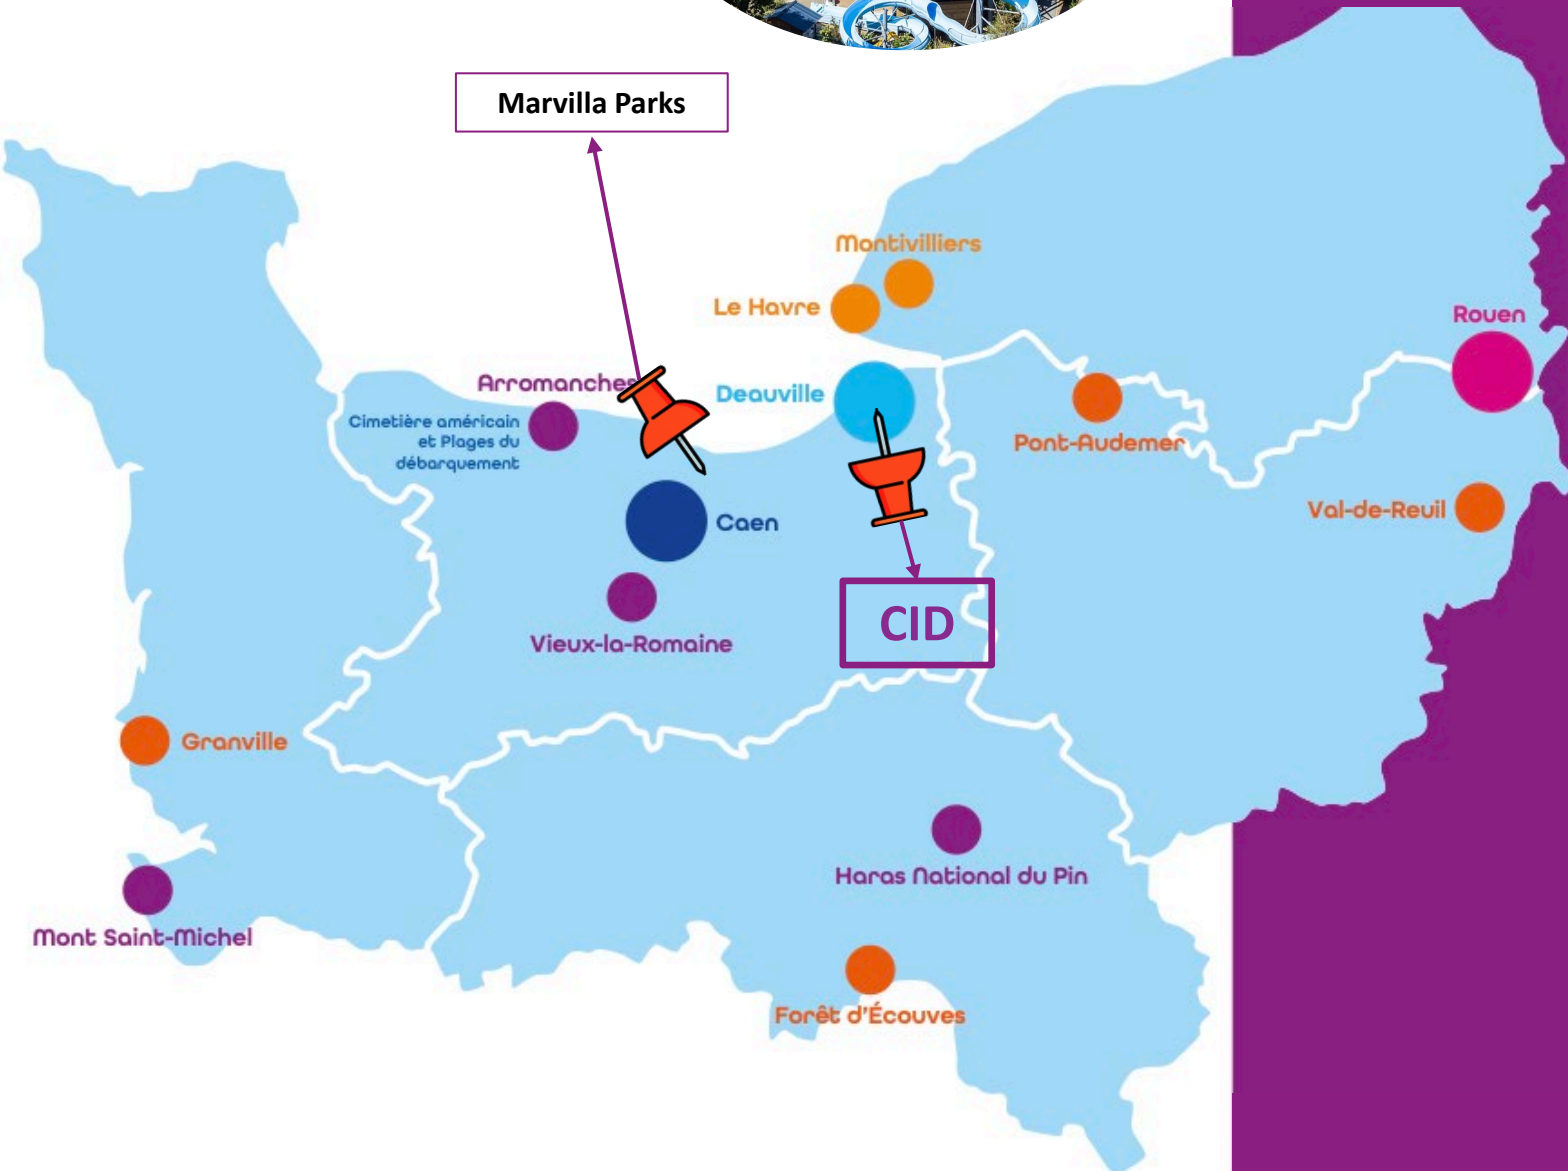 Marvilla Parks
Montivilliers
Le Havre
Rouen
Arromanches
Deauville
Cimetière américain
et Plages du
débarquement
Pont-Audemer
Val-de-Reuil
Caen
CID
Vieux-la-Romaine
Granville
Haras National du Pin
Mont Saint-Michel
Forêt d'Écouves